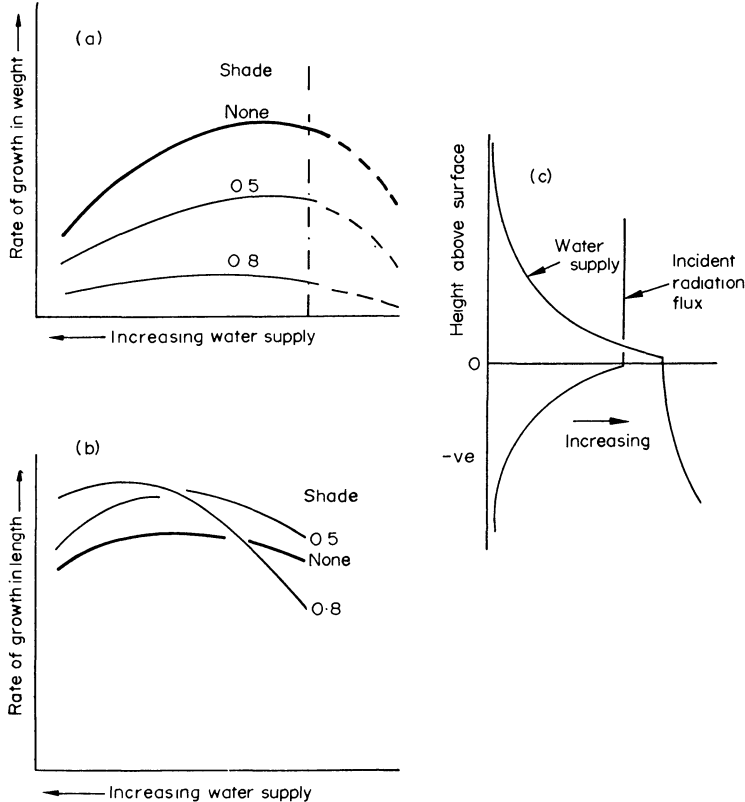 (a)
Rate of growth in weight
Shade
None
0 5
0 8
Increasing water supply
(b)
Rate of growth in length
Shade
0 5
None
0·8
Increasing water supply
(c)
Height above surface
Water
supply
Incident
radiation
flux
0
Increasing
-ve